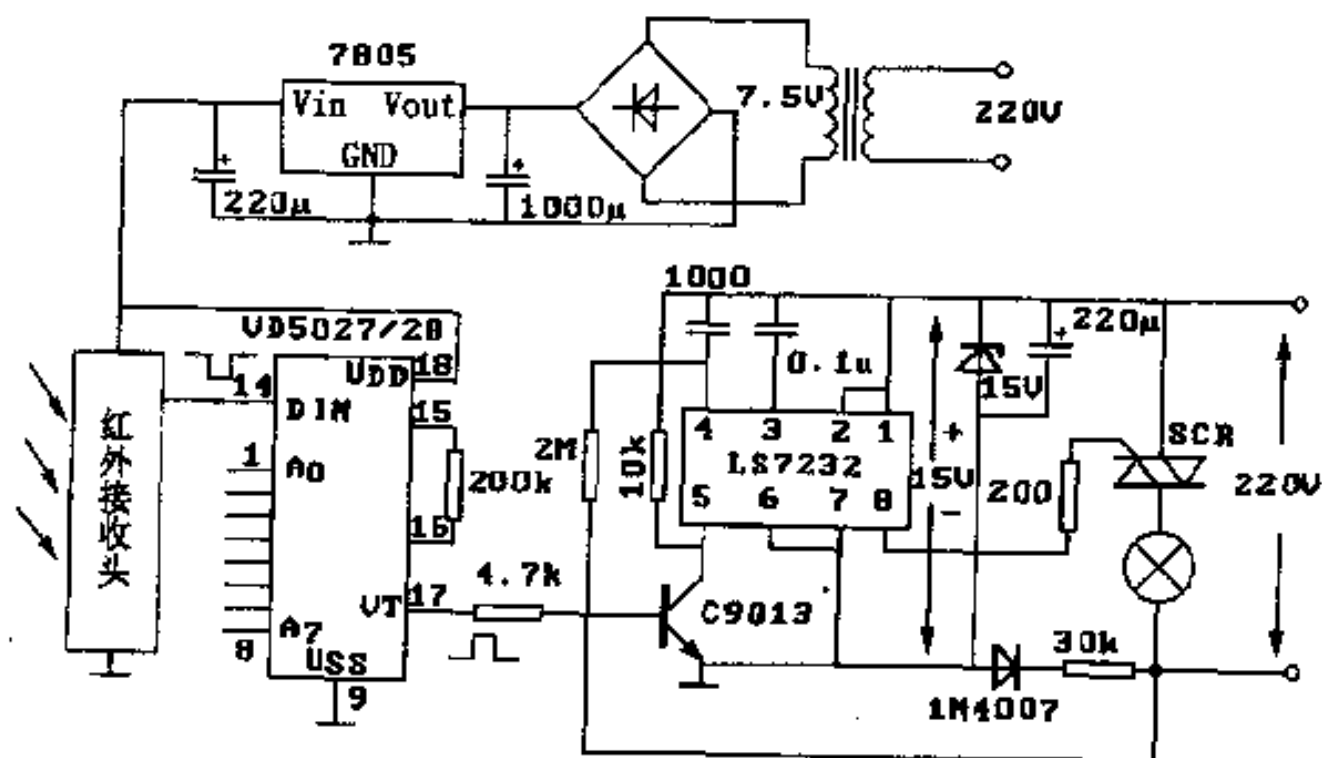 7805
Vin Vout
GND
7.5V
220V
220μ
1000μ
VD5027/28
14
18
VDD
DIN
15
1
A0
200k
16
红外接收头
4.7k
VT
17
A7
8
VSS
9
1000
0.1u
2M
10k
4 3 2 1
LS7232
5 6 7 8
+
15V
-
15V
220μ
SCR
200
220V
C9013
30k
1N4007